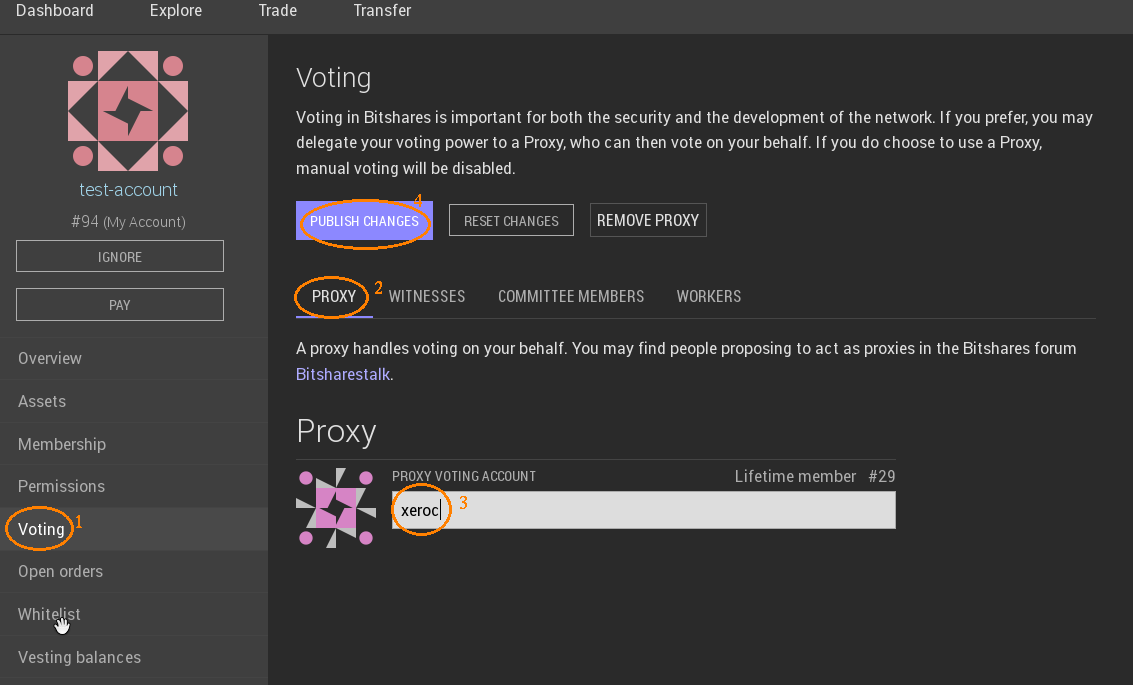 Dashboard Explore Trade Transfer
test-account
#94 (My Account)
IGNORE
PAY
Overview
Assets
Membership
Permissions
Voting 1
Open orders
Whitelist
Vesting balances
Voting
Voting in Bitshares is important for both the security and the development of the network. If you prefer, you may
delegate your voting power to a Proxy, who can then vote on your behalf. If you do choose to use a Proxy,
manual voting will be disabled.
4
PUBLISH CHANGES RESET CHANGES REMOVE PROXY
PROXY 2 WITNESSES COMMITTEE MEMBERS WORKERS
A proxy handles voting on your behalf. You may find people proposing to act as proxies in the Bitshares forum
Bitsharestalk.
Proxy
PROXY VOTING ACCOUNT Lifetime member #29
xeroc 3